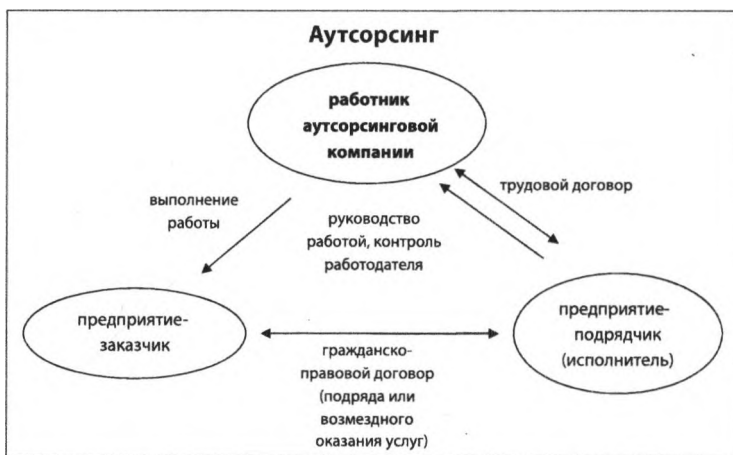 Аутсорсинг
работник
аутсорсинговой
компании
трудовой договор
выполнение
работы
руководство
работой, контроль
работодателя
предприятие-
заказчик
предприятие-
подрядчик
(исполнитель)
гражданско-
правовой договор
(подряда или
возмездного
оказания услуг)